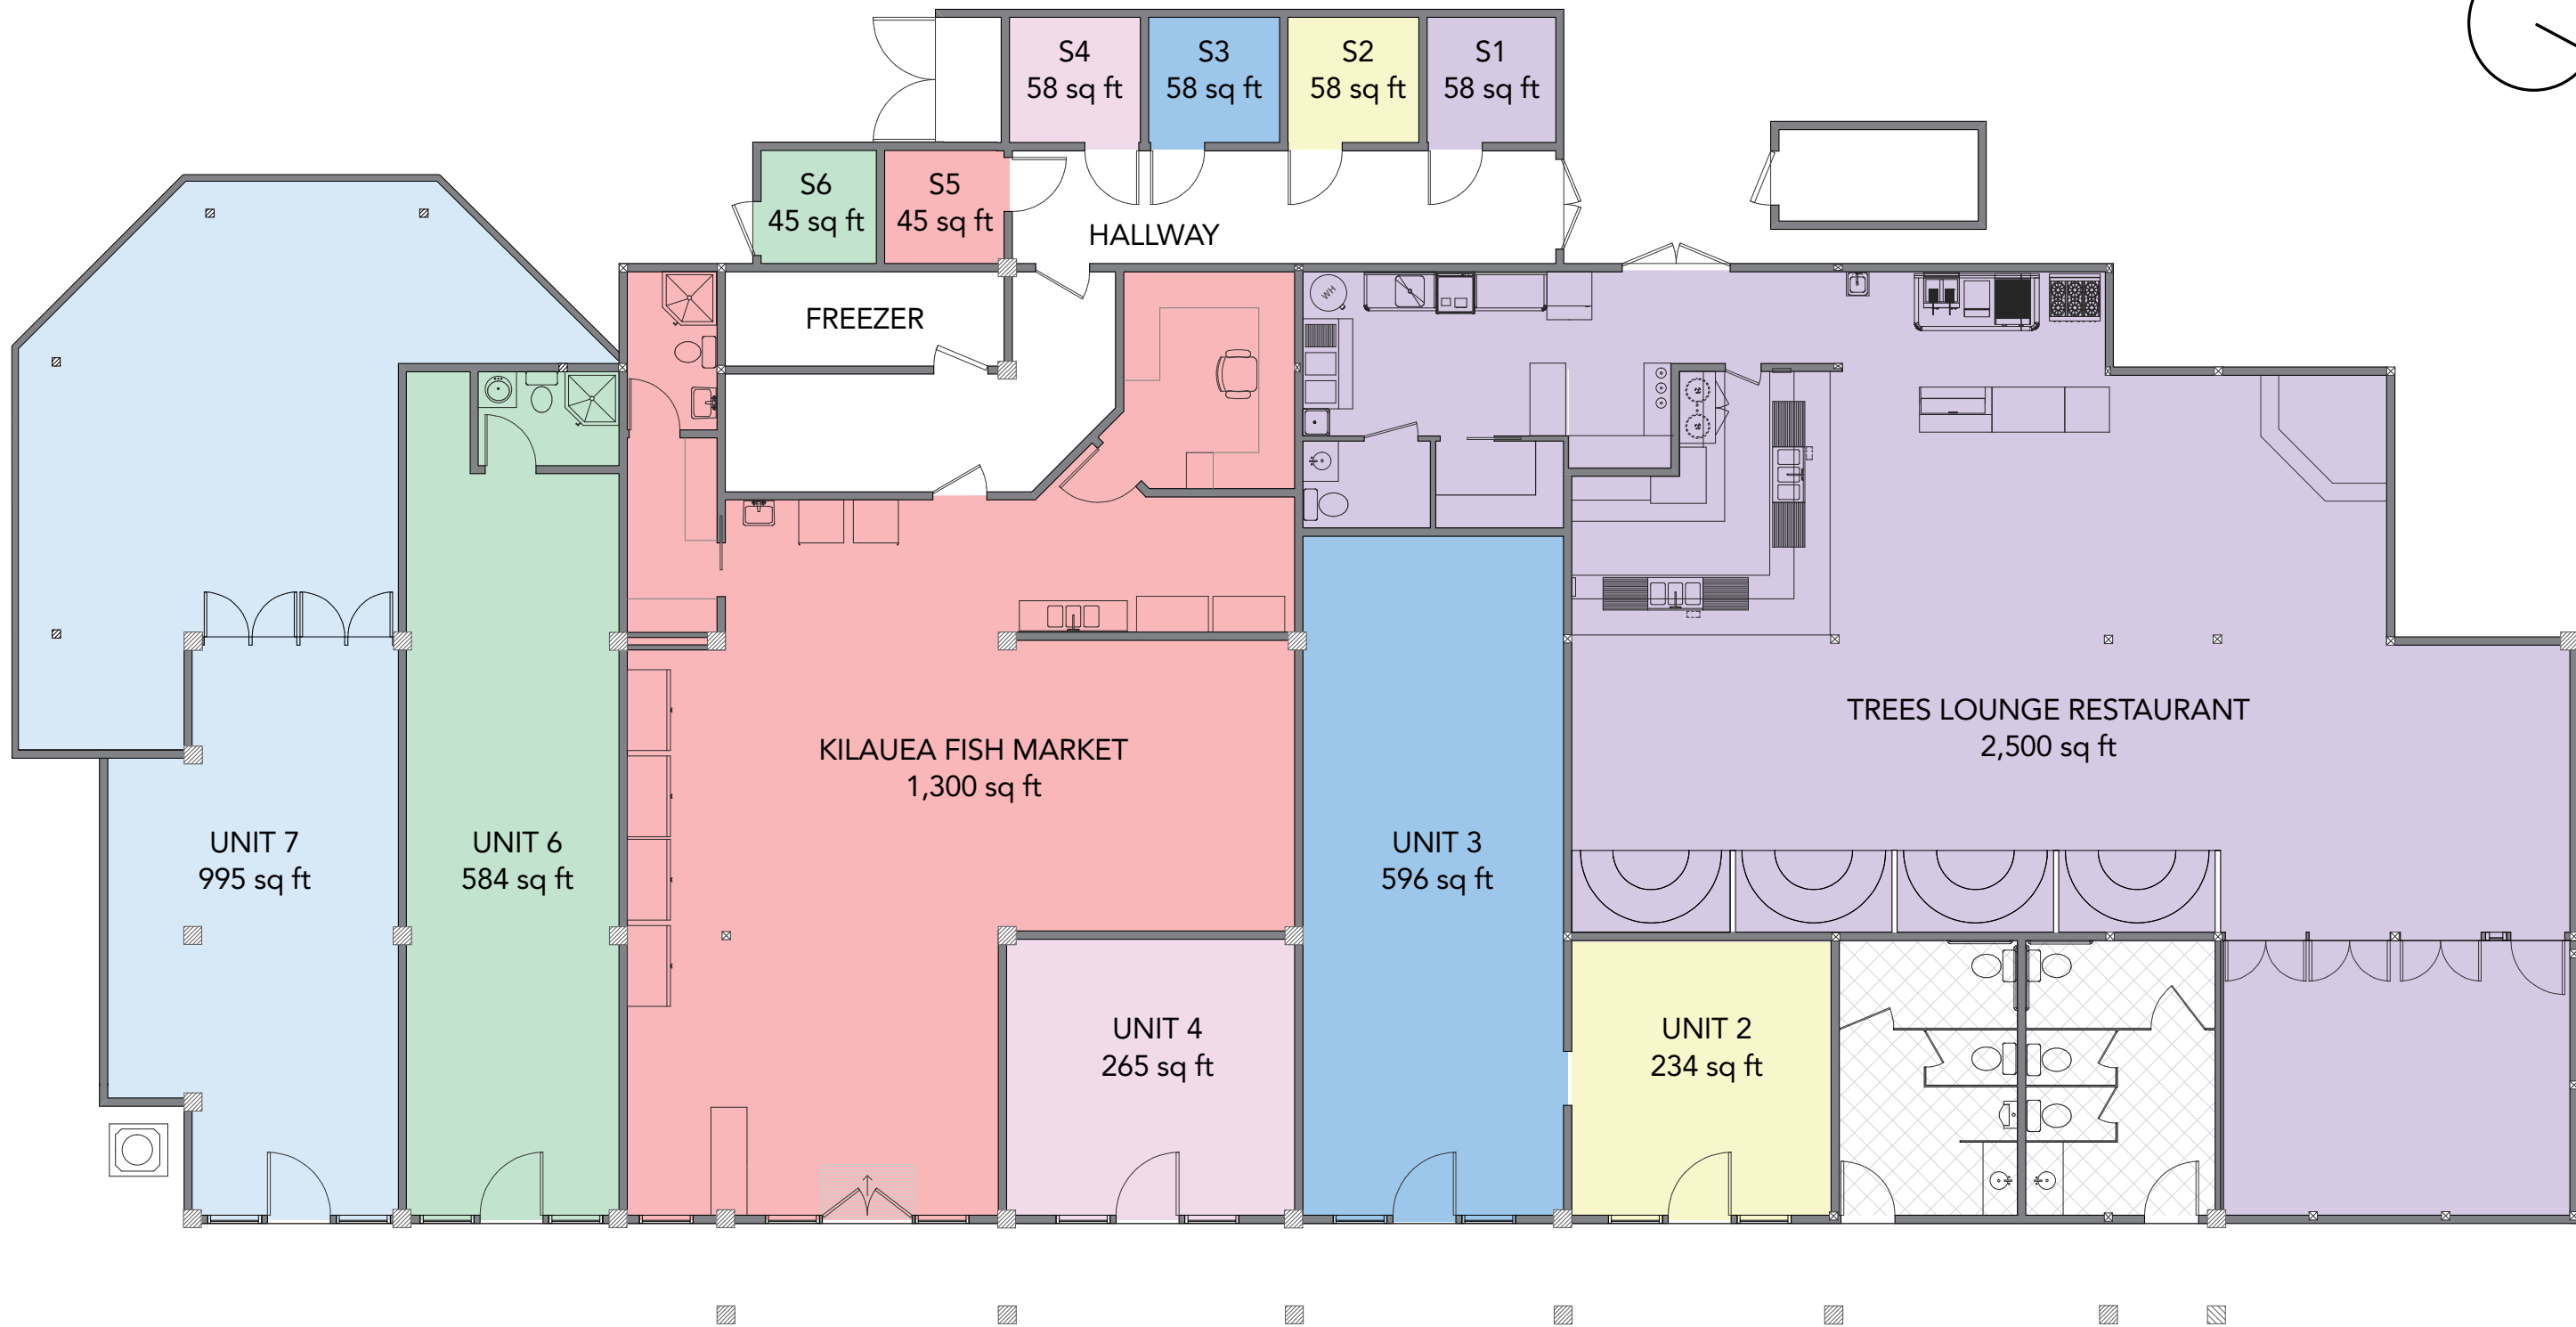 S4
58 sq ft
S3
58 sq ft
S2
58 sq ft
S1
58 sq ft
S6
45 sq ft
S5
45 sq ft
HALLWAY
FREEZER
WH
KILAUEA FISH MARKET
1,300 sq ft
TREES LOUNGE RESTAURANT
2,500 sq ft
UNIT 7
995 sq ft
UNIT 6
584 sq ft
UNIT 3
596 sq ft
UNIT 4
265 sq ft
UNIT 2
234 sq ft